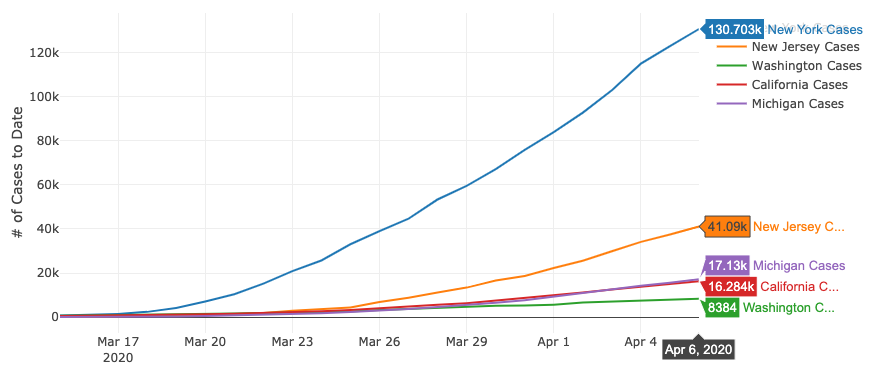 130.703k New York Cases
New Jersey Cases
Washington Cases
California Cases
Michigan Cases
120k
100k
80k
60k
40k
20k
0
# of Cases to Date
41.09k New Jersey C...
17.13k Michigan Cases
16.284k California C...
8384 Washington C...
Mar 17
2020
Mar 20
Mar 23
Mar 26
Mar 29
Apr 1
Apr 4
Apr 6, 2020